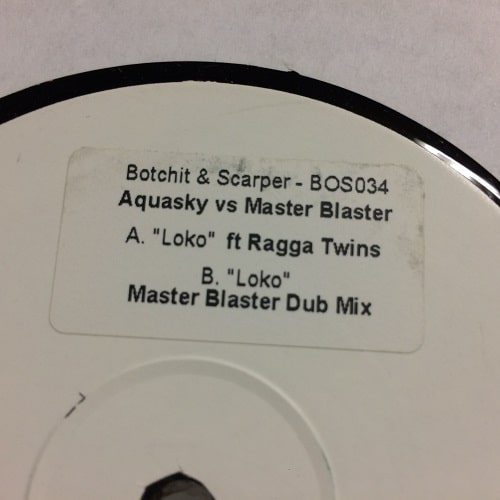 Botchit & Scarper - BOS034
Aquasky vs Master Blaster
A. "Loko" ft Ragga Twins
B. "Loko"
Master Blaster Dub Mix